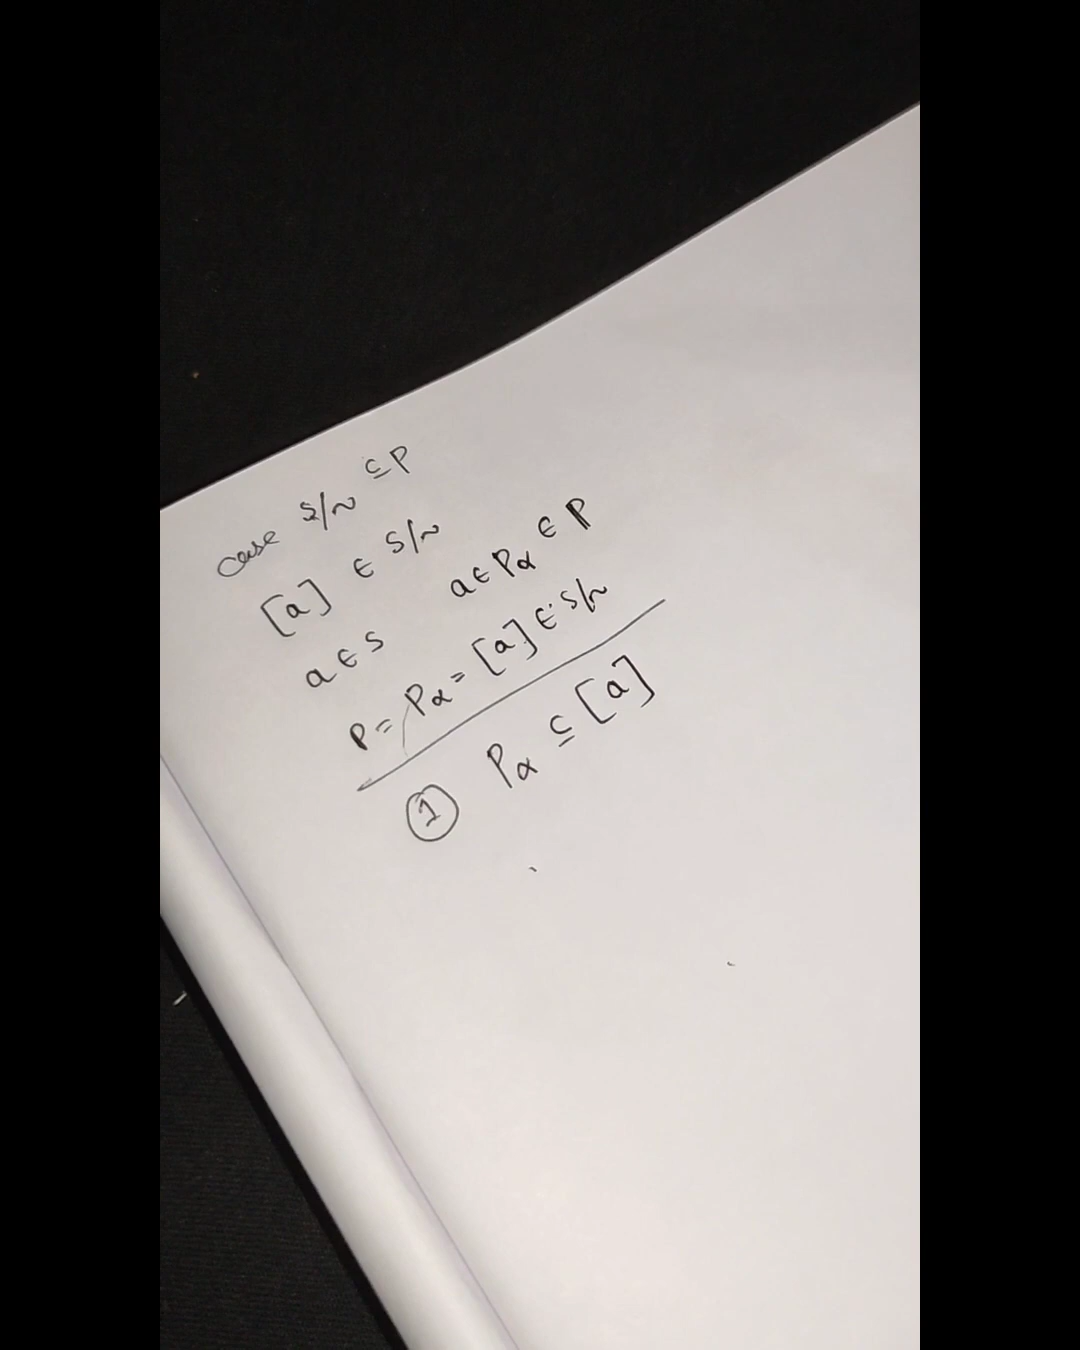 case S/~ ⊆ P
[a] ∈ S/~
a ∈ S a ∈ Pα ∈ P
P = Pα = [a] ∈ S/~
① Pα ⊆ [a]